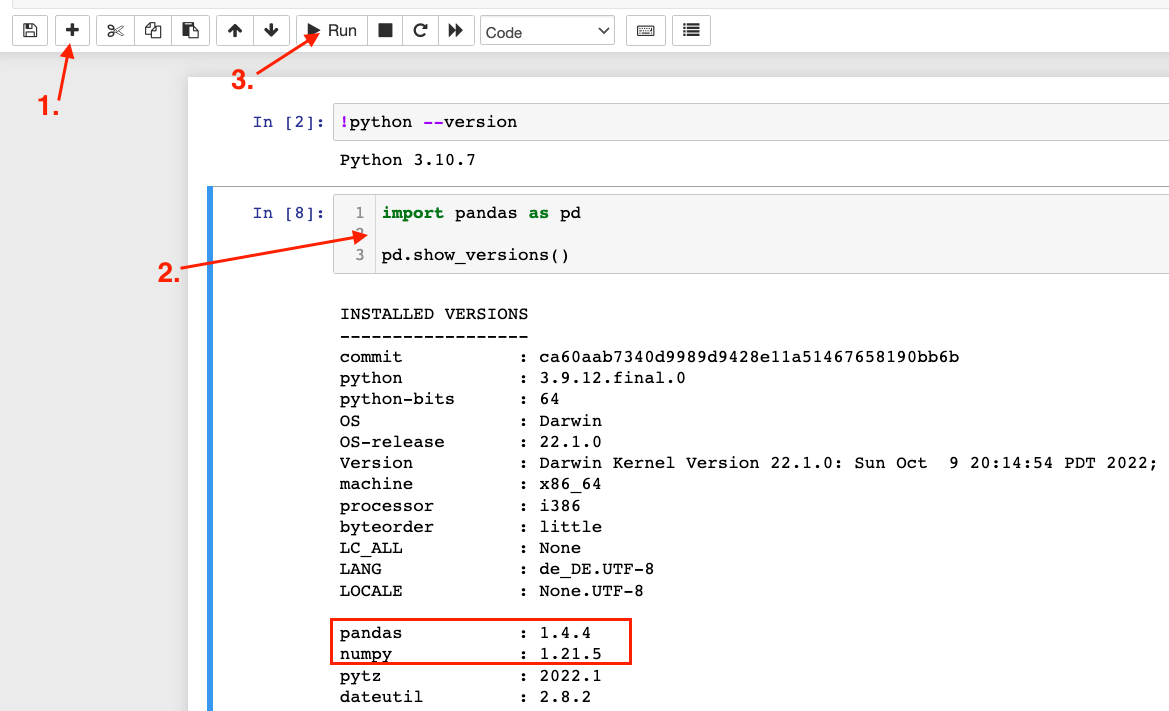 Run
Code
3.
1.
In [2]:
!python --version
Python 3.10.7
In [8]:
1 import pandas as pd
2
3 pd.show_versions()
2.
INSTALLED VERSIONS
------------------
commit : ca60aab7340d9989d9428e11a51467658190bb6b
python : 3.9.12.final.0
python-bits : 64
OS : Darwin
OS-release : 22.1.0
Version : Darwin Kernel Version 22.1.0: Sun Oct  9 20:14:54 PDT 2022;
machine : x86_64
processor : i386
byteorder : little
LC_ALL : None
LANG : de_DE.UTF-8
LOCALE : None.UTF-8
pandas : 1.4.4
numpy : 1.21.5
pytz : 2022.1
dateutil : 2.8.2